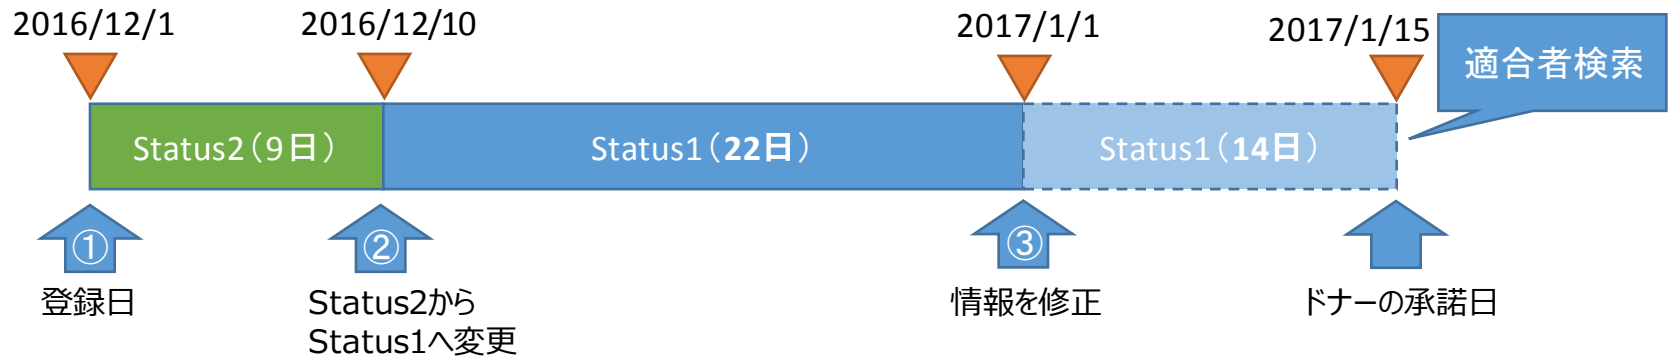 2016/12/1
2016/12/10
2017/1/1
2017/1/15
適合者検索
Status2（9日）
Status1（22日）
Status1（14日）
①
②
③
登録日
Status2から
Status1へ変更
情報を修正
ドナーの承諾日